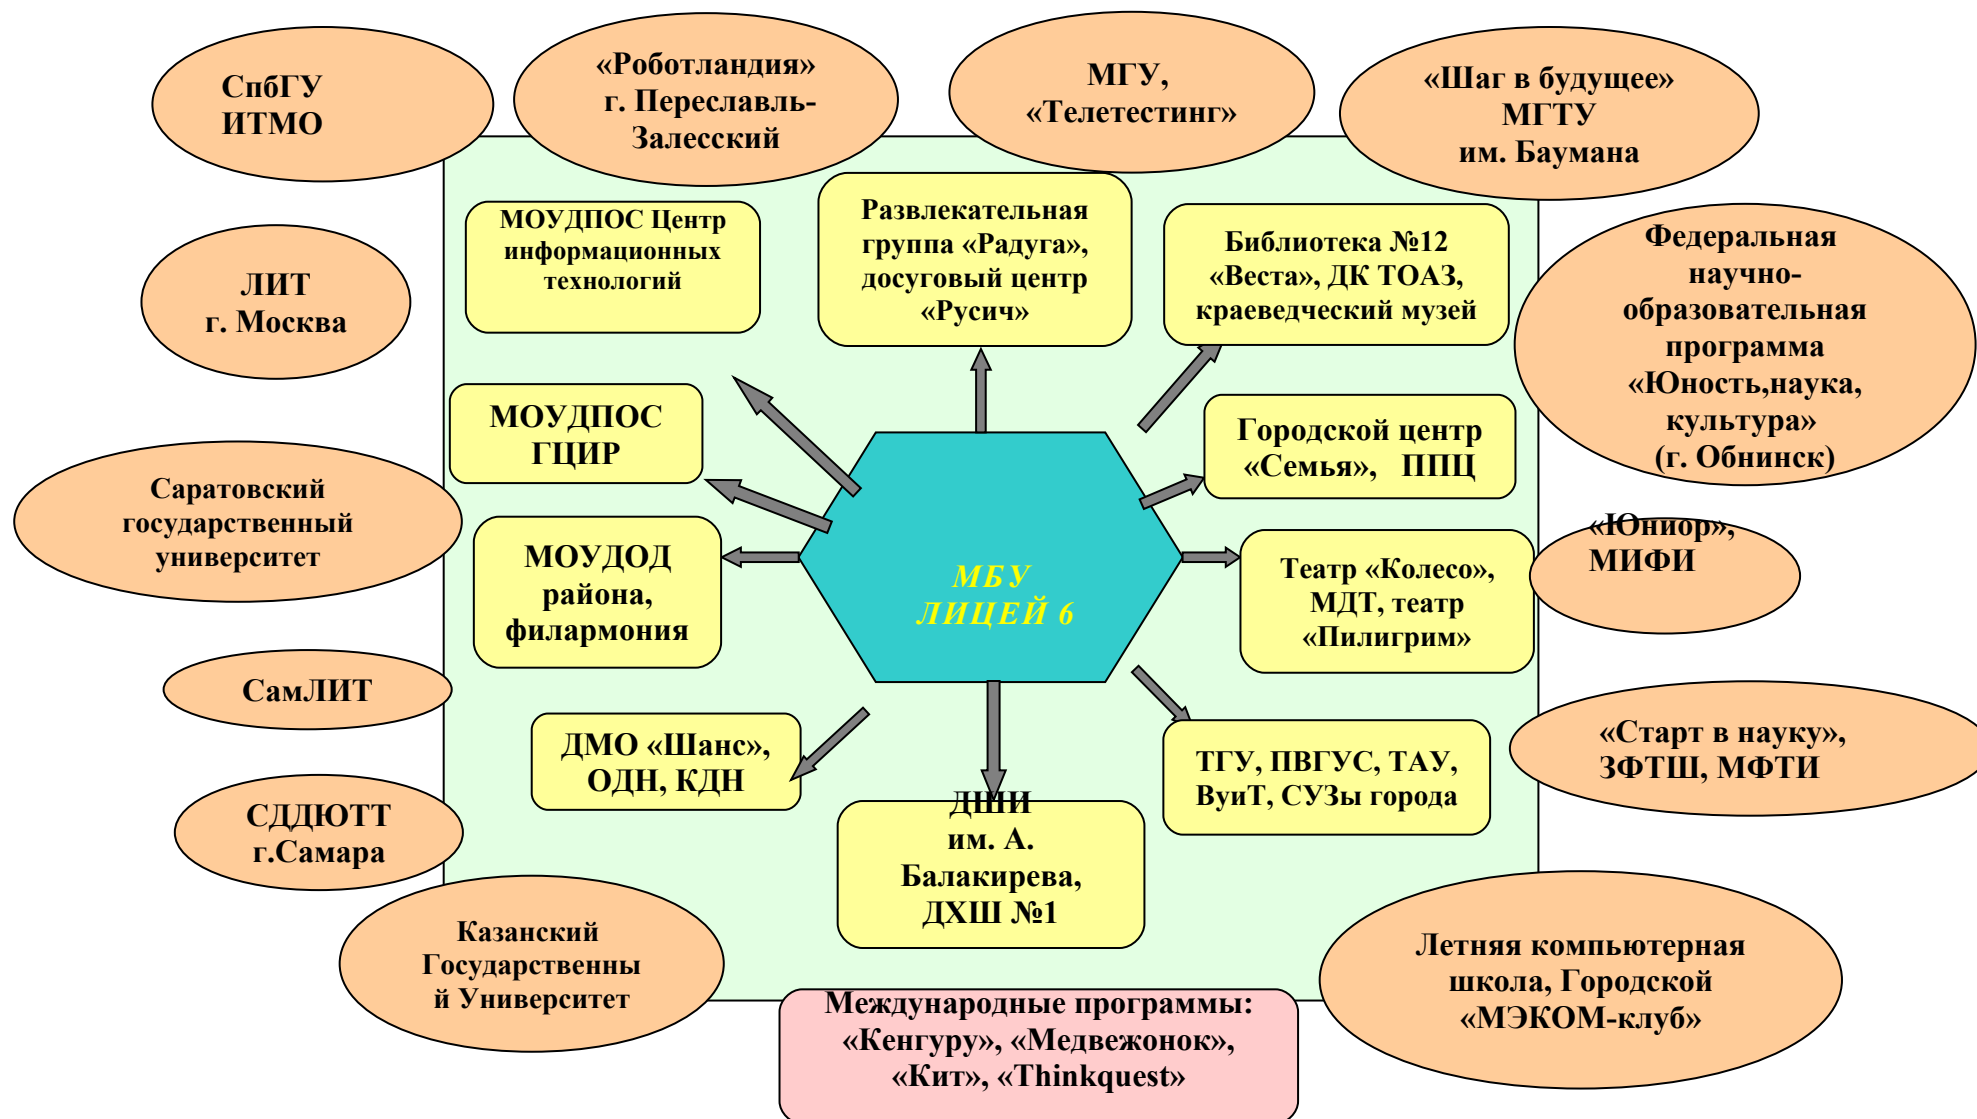 СпбГУ
ИТМО
«Роботландия»
г. Переславль-
Залесский
МГУ,
«Телетестинг»
«Шаг в будущее»
МГТУ
им. Баумана
МОУДПОС Центр
информационных
технологий
Развлекательная
группа «Радуга»,
досуговый центр
«Русич»
Библиотека №12
«Веста», ДК ТОАЗ,
краеведческий музей
Федеральная
научно-
образовательная
программа
«Юность,наука,
культура»
(г. Обнинск)
ЛИТ
г. Москва
МОУДПОС
ГЦИР
Городской центр
«Семья», ППЦ
Саратовский
государственный
университет
МОУДОД
района,
филармония
МБУ
ЛИЦЕЙ 6
Театр «Колесо»,
МДТ, театр
«Пилигрим»
«Юниор»,
МИФИ
СамЛИТ
ДМО «Шанс»,
ОДН, КДН
ТГУ, ПВГУС, ТАУ,
ВуиТ, СУЗы города
«Старт в науку»,
ЗФТШ, МФТИ
СДДЮТТ
г.Самара
ДШИ
им. А.
Балакирева,
ДХШ №1
Казанский
Государственны
й Университет
Летняя компьютерная
школа, Городской
«МЭКОМ-клуб»
Международные программы:
«Кенгуру», «Медвежонок»,
«Кит», «Thinkquest»